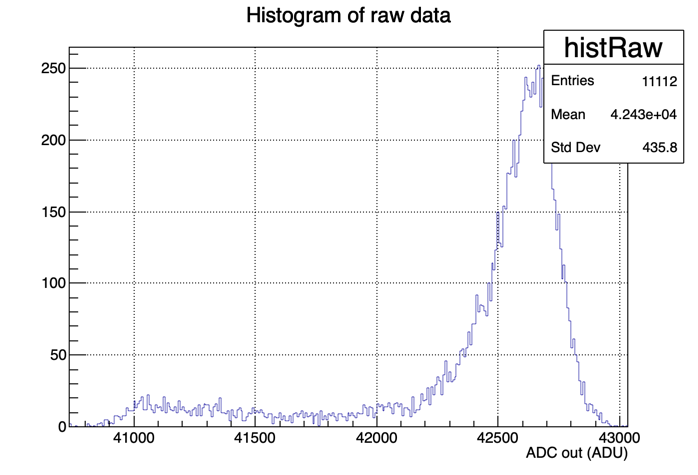 Histogram of raw data
histRaw
Entries 11112
Mean 4.243e+04
Std Dev 435.8
250
200
150
100
50
0
41000 41500 42000 42500 43000
ADC out (ADU)